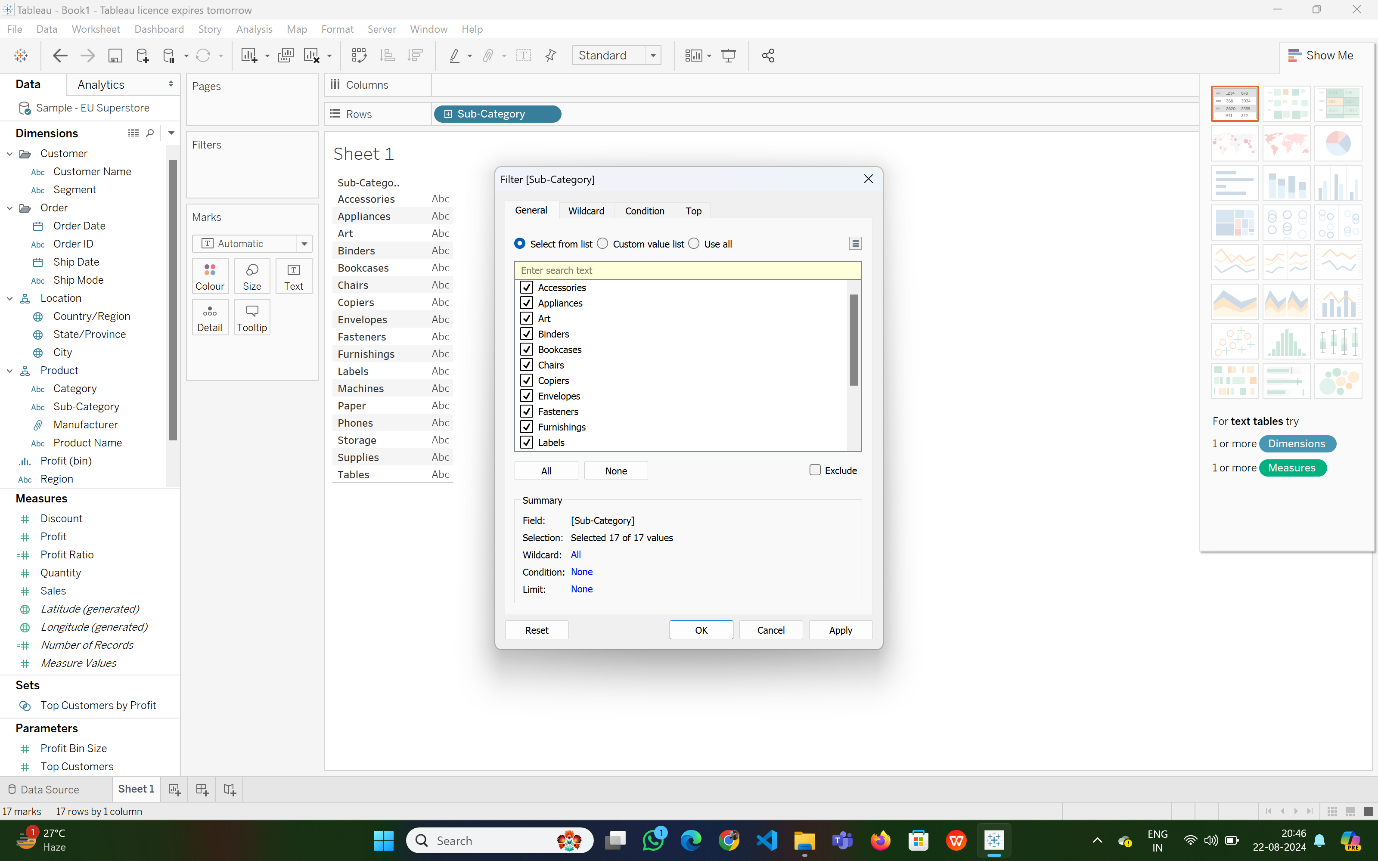 Tableau - Book1 - Tableau licence expires tomorrow
File Data Worksheet Dashboard Story Analysis Map Format Server Window Help
Standard
Show Me
Data Analytics
Sample - EU Superstore
Dimensions
Customer
Abc Customer Name
Abc Segment
Order
Order Date
Abc Order ID
Ship Date
Abc Ship Mode
Location
Country/Region
State/Province
City
Product
Abc Category
Abc Sub-Category
Manufacturer
Abc Product Name
Profit (bin)
Abc Region
Measures
# Discount
# Profit
=# Profit Ratio
# Quantity
# Sales
Latitude (generated)
Longitude (generated)
=# Number of Records
# Measure Values
Sets
Top Customers by Profit
Parameters
# Profit Bin Size
# Top Customers
Pages
Filters
Marks
T Automatic
Colour Size Text
Detail Tooltip
Columns
Rows Sub-Category
Sheet 1
Sub-Catego..
Accessories Abc
Appliances Abc
Art Abc
Binders Abc
Bookcases Abc
Chairs Abc
Copiers Abc
Envelopes Abc
Fasteners Abc
Furnishings Abc
Labels Abc
Machines Abc
Paper Abc
Phones Abc
Storage Abc
Supplies Abc
Tables Abc
Filter [Sub-Category]
General Wildcard Condition Top
Select from list Custom value list Use all
Enter search text
Accessories
Appliances
Art
Binders
Bookcases
Chairs
Copiers
Envelopes
Fasteners
Furnishings
Labels
All None Exclude
Summary
Field: [Sub-Category]
Selection: Selected 17 of 17 values
Wildcard: All
Condition: None
Limit: None
Reset OK Cancel Apply
For text tables try
1 or more Dimensions
1 or more Measures
Data Source Sheet 1
17 marks 17 rows by 1 column
1
27°C
Haze
Search
1
ENG
IN
20:46
22-08-2024
PRE